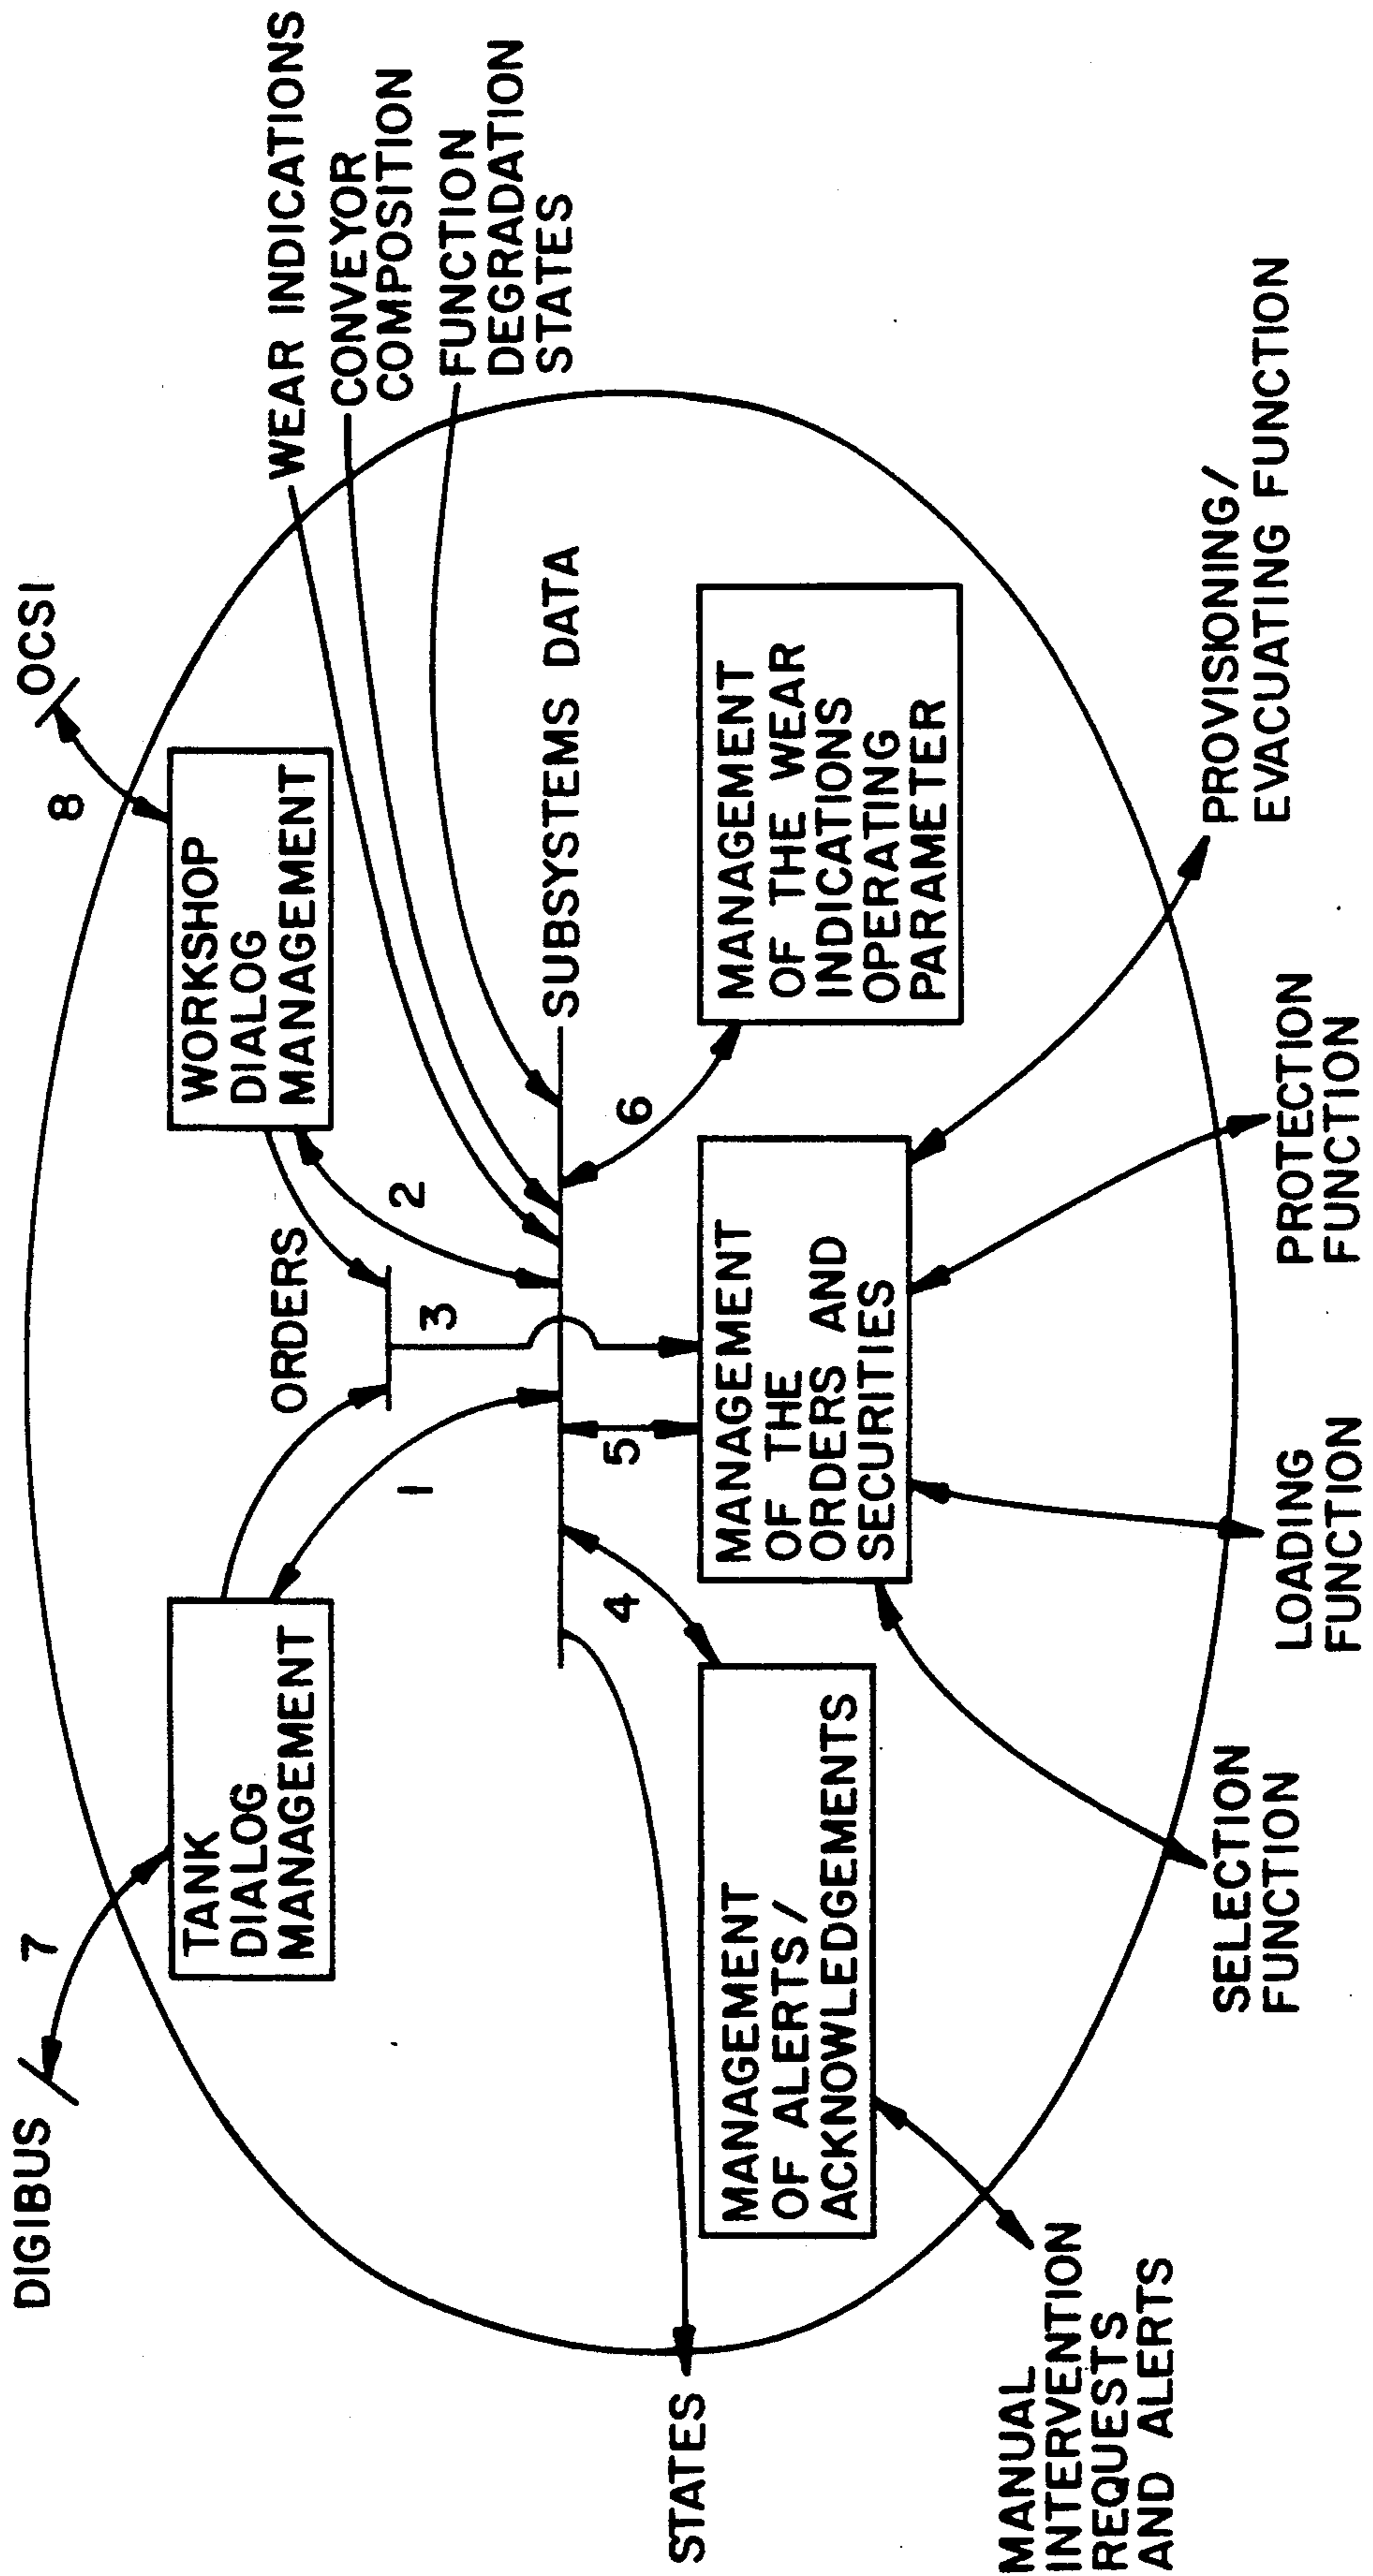 DIGIBUS
7
8
OCSI
TANK
DIALOG
MANAGEMENT
ORDERS
WORKSHOP
DIALOG
MANAGEMENT
WEAR INDICATIONS
CONVEYOR
COMPOSITION
FUNCTION
DEGRADATION
STATES
1
3
2
SUBSYSTEMS DATA
4
5
6
STATES
MANAGEMENT
OF ALERTS/
ACKNOWLEDGEMENTS
MANAGEMENT
OF THE
ORDERS AND
SECURITIES
MANAGEMENT
OF THE WEAR
INDICATIONS
OPERATING
PARAMETER
MANUAL
INTERVENTION
REQUESTS
AND ALERTS
SELECTION
FUNCTION
LOADING
FUNCTION
PROTECTION
FUNCTION
PROVISIONING/
EVACUATING FUNCTION